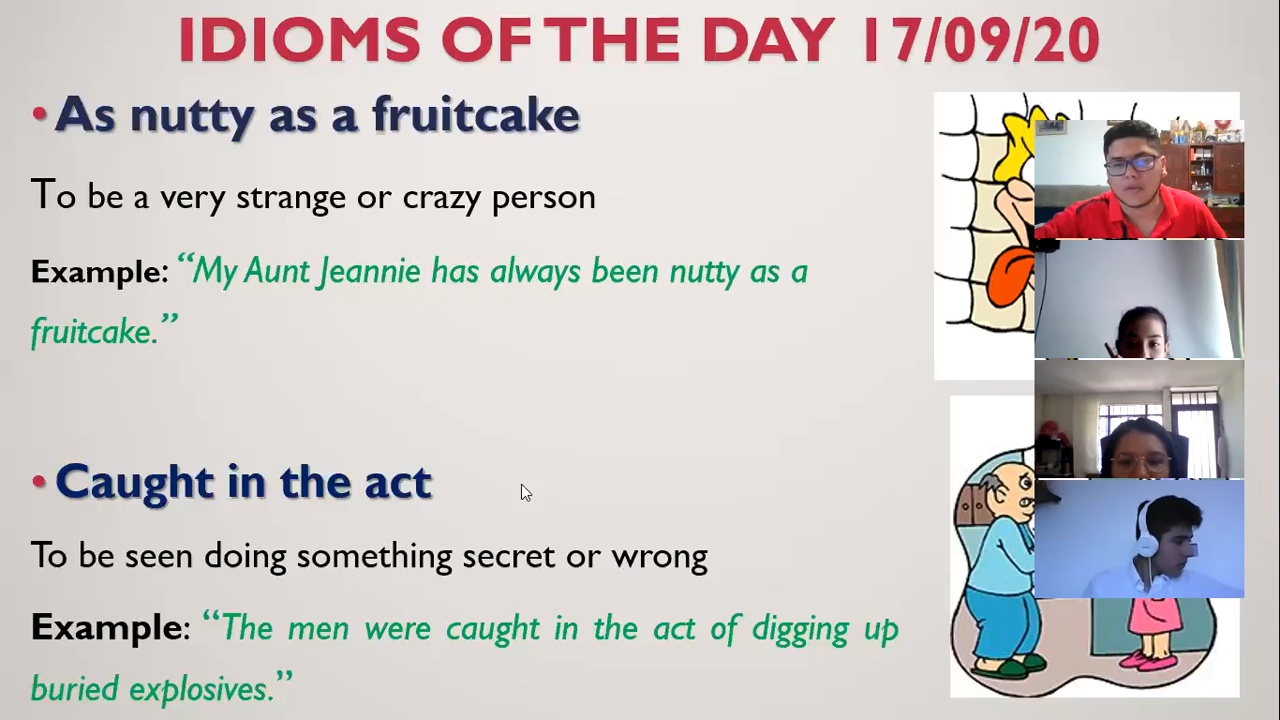 IDIOMS OF THE DAY 17/09/20
• As nutty as a fruitcake
To be a very strange or crazy person
Example: “My Aunt Jeannie has always been nutty as a
fruitcake.”
• Caught in the act
To be seen doing something secret or wrong
Example: “The men were caught in the act of digging up
buried explosives.”